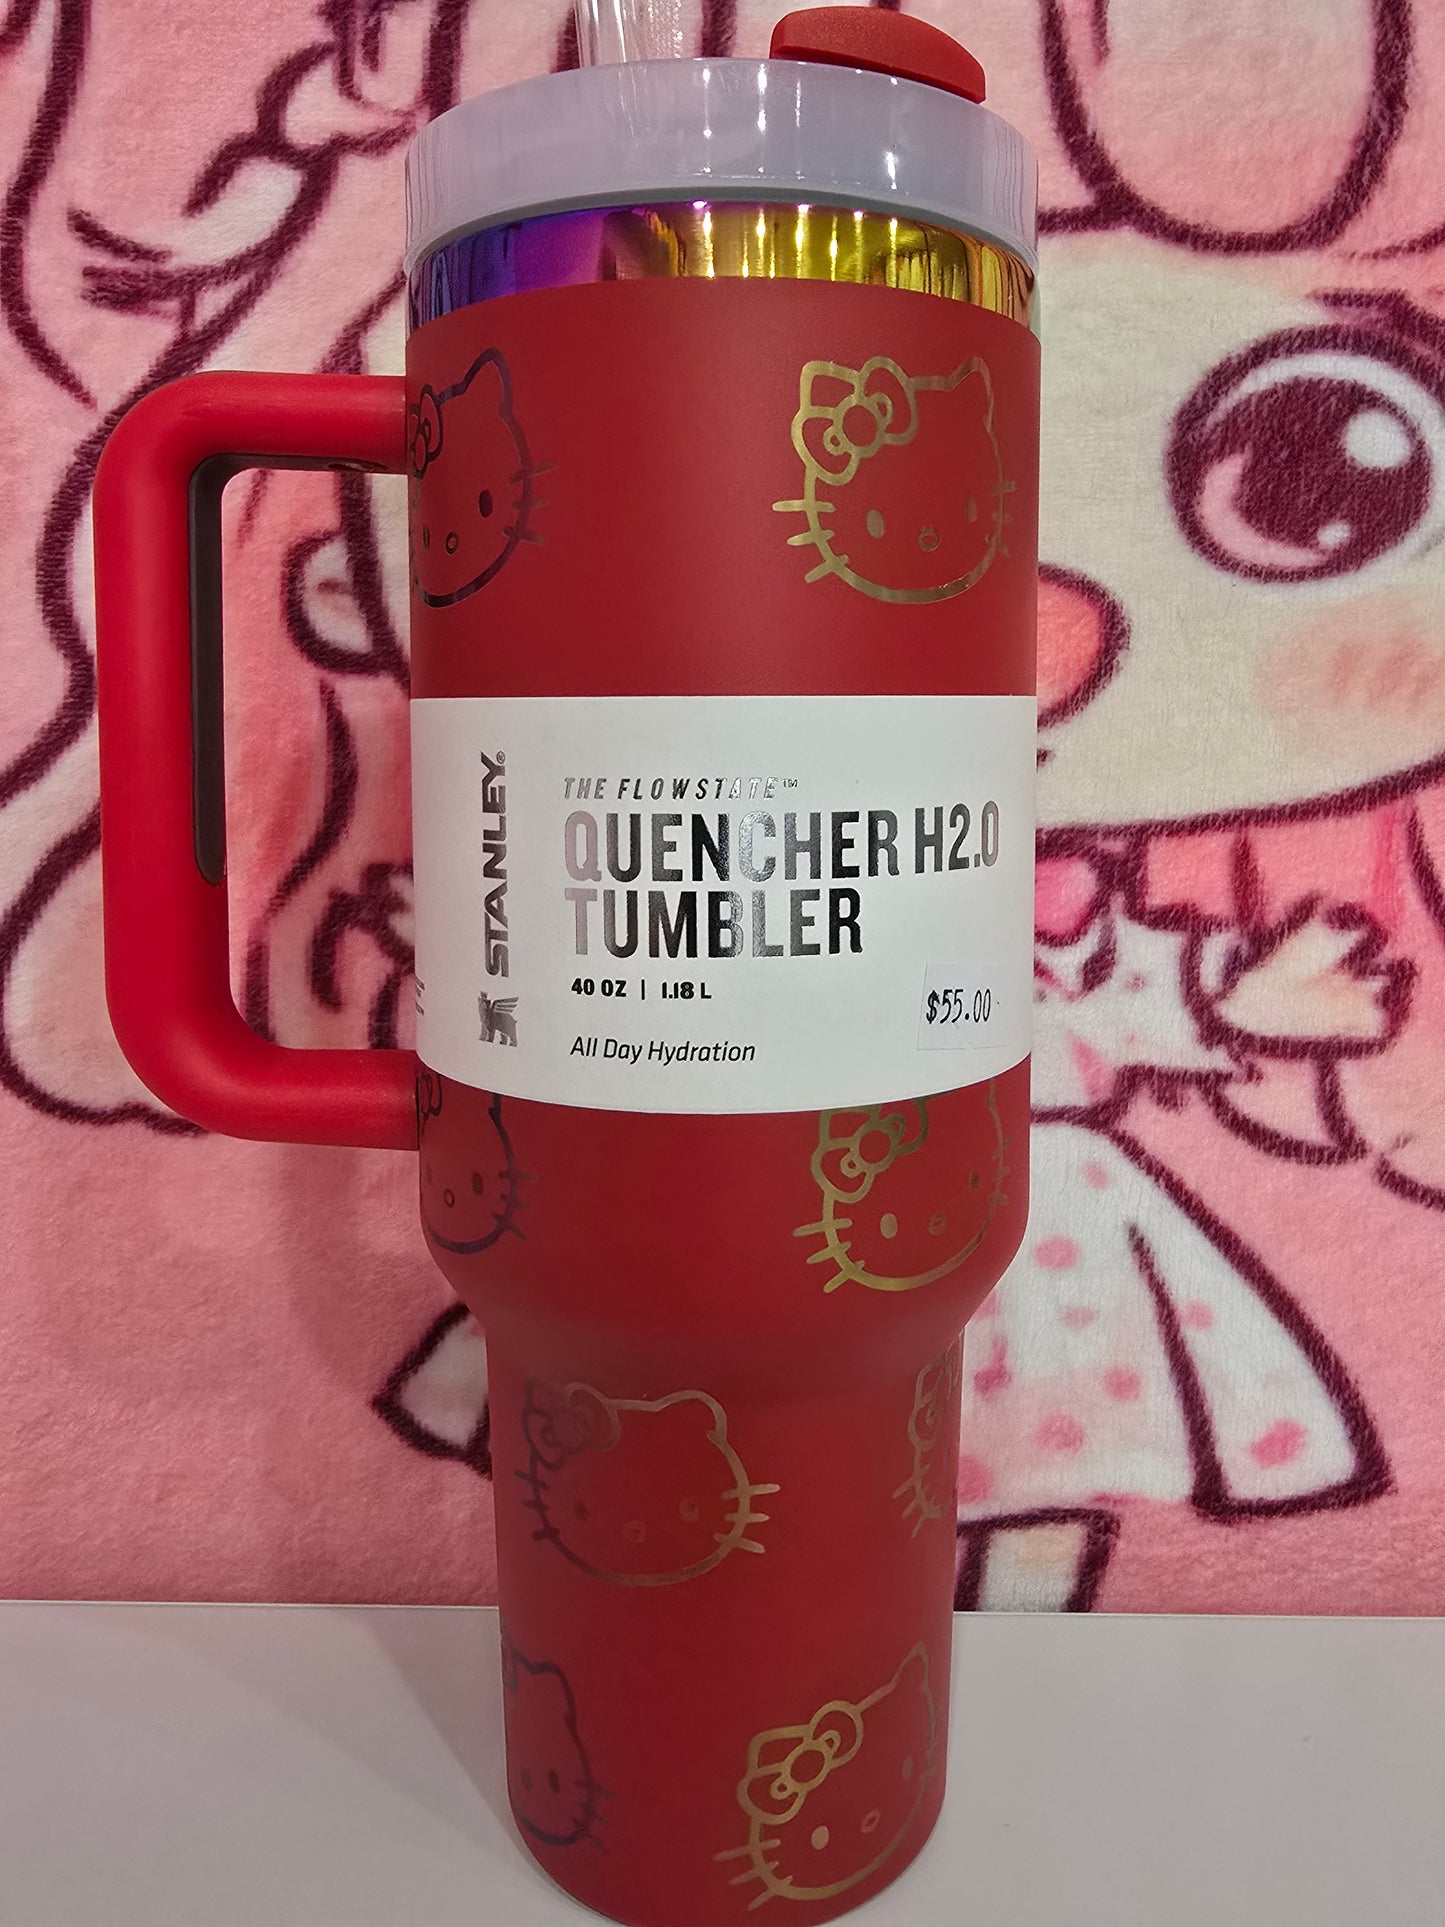 STANLEY®
THE FLOWSTATE™
QUENCHER H2.0
TUMBLER
40 OZ | 1.18 L
$55.00
All Day Hydration